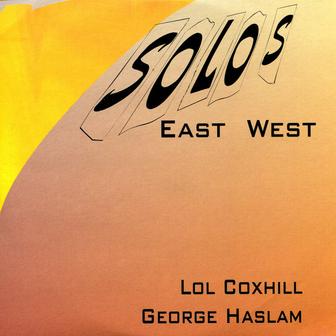 SOLOS
EAST WEST
LOL COXHILL
GEORGE HASLAM